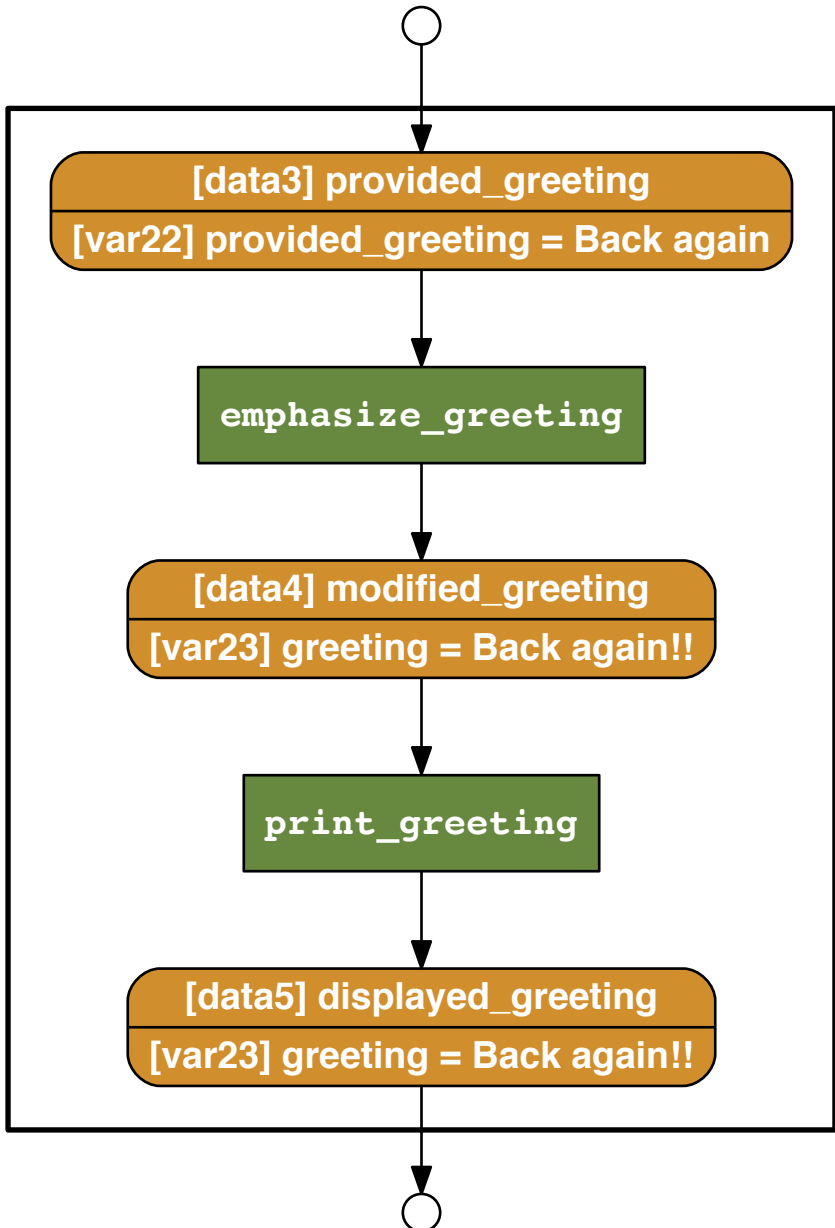 [data3] provided_greeting
[var22] provided_greeting = Back again
emphasize_greeting
[data4] modified_greeting
[var23] greeting = Back again!!
print_greeting
[data5] displayed_greeting
[var23] greeting = Back again!!